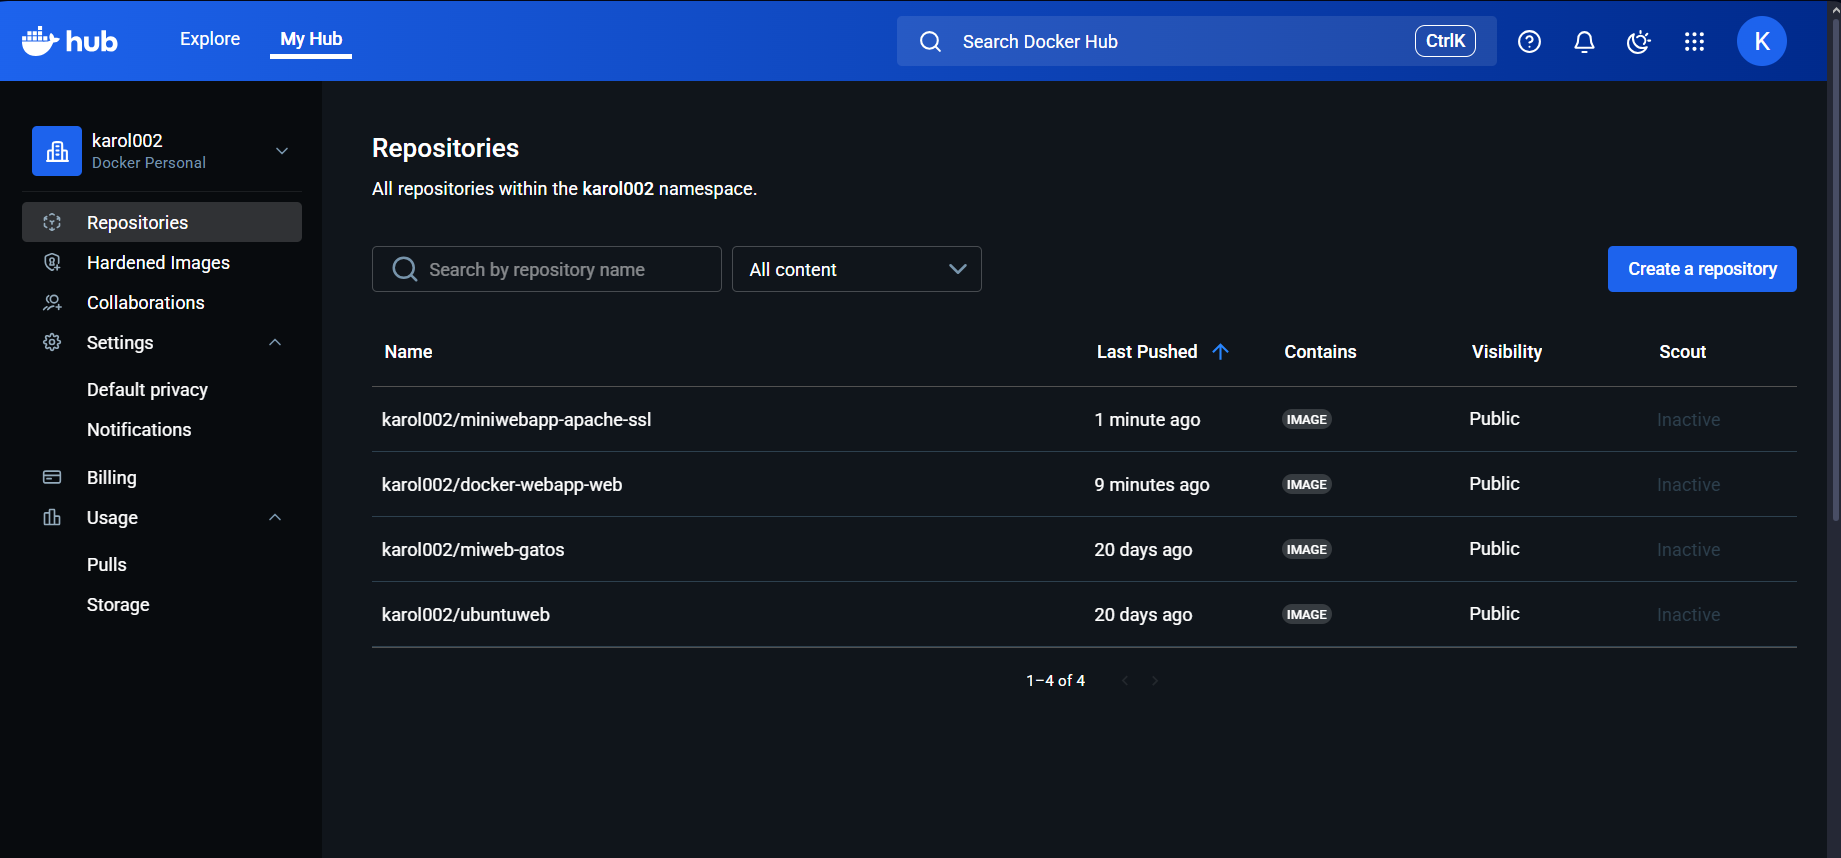 hub
Explore
My Hub
Search Docker Hub
CtrlK
K
karol002
Docker Personal
Repositories
Hardened Images
Collaborations
Settings
Default privacy
Notifications
Billing
Usage
Pulls
Storage
Repositories
All repositories within the karol002 namespace.
Search by repository name
All content
Create a repository
Name Last Pushed Contains Visibility Scout
karol002/miniwebapp-apache-ssl 1 minute ago IMAGE Public Inactive
karol002/docker-webapp-web 9 minutes ago IMAGE Public Inactive
karol002/miweb-gatos 20 days ago IMAGE Public Inactive
karol002/ubuntuweb 20 days ago IMAGE Public Inactive
1–4 of 4